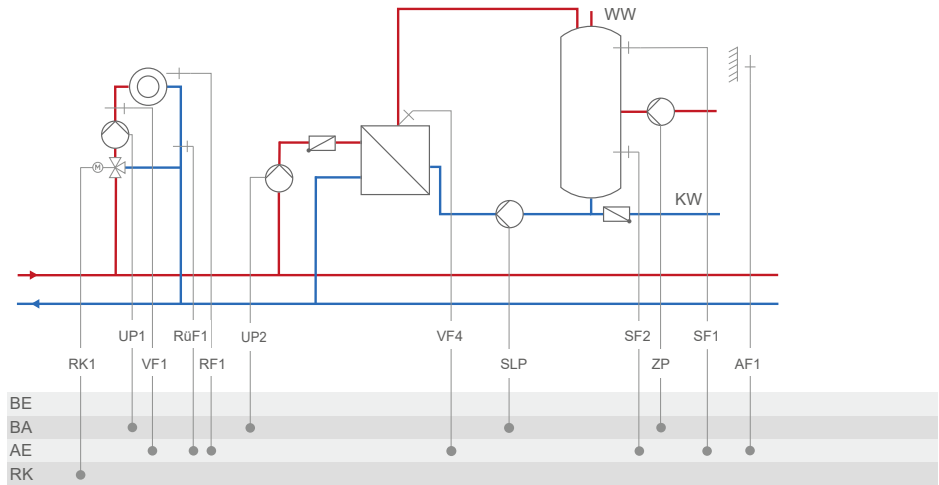 WW
M
KW
UP1
RüF1
UP2
VF4
SF2
SF1
RK1
VF1
RF1
SLP
ZP
AF1
BE
BA
AE
RK